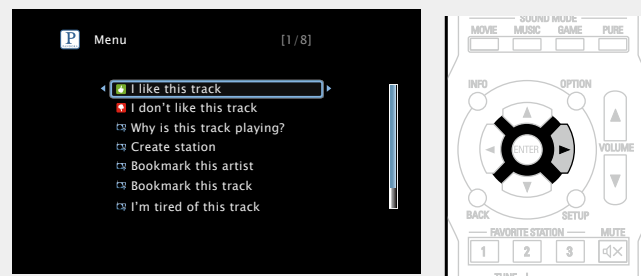 P Menu [1/8]
I like this track
I don't like this track
Why is this track playing?
Create station
Bookmark this artist
Bookmark this track
I'm tired of this track
SOUND MODE
MOVIE MUSIC GAME PURE
INFO OPTION
ENTER
VOLUME
BACK SETUP
FAVORITE STATION MUTE
1 2 3
TUNE